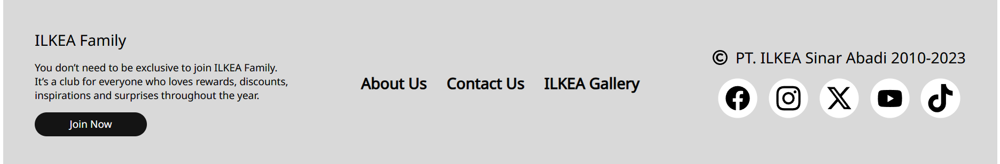 ILKEA Family
You don’t need to be exclusive to join ILKEA Family.
It’s a club for everyone who loves rewards, discounts,
inspirations and surprises throughout the year.
Join Now
About Us Contact Us ILKEA Gallery
© PT. ILKEA Sinar Abadi 2010-2023